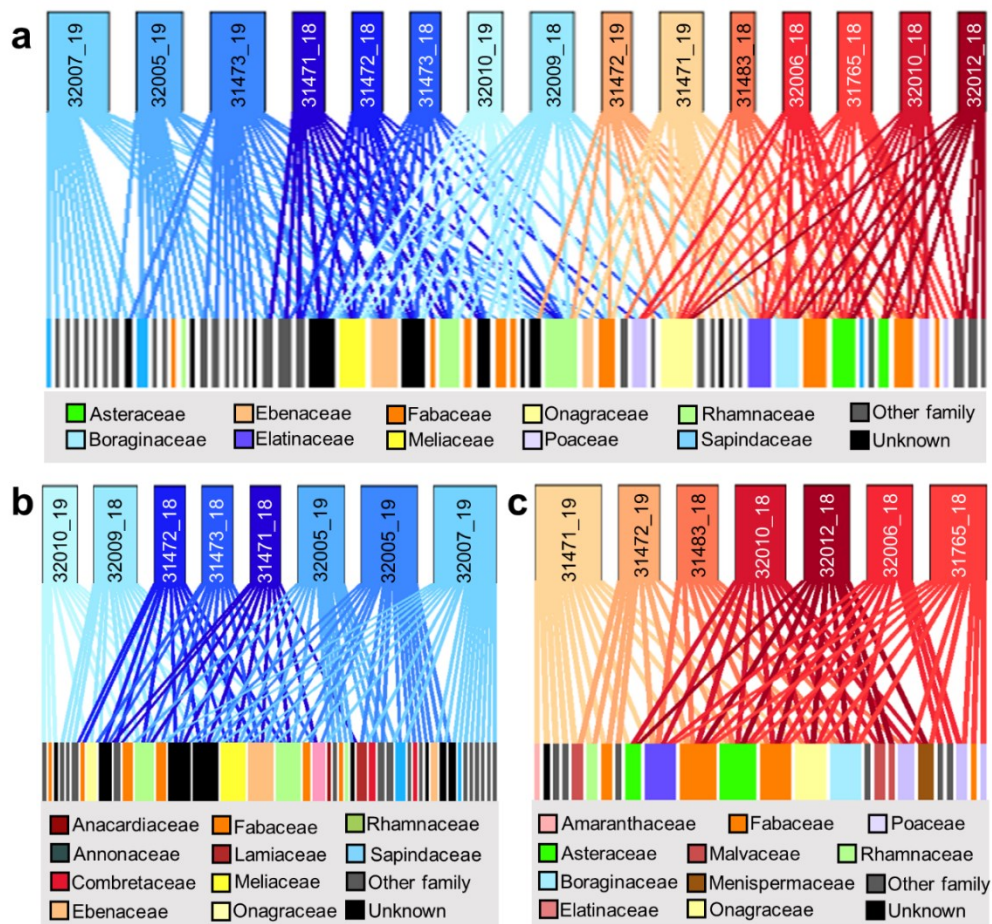 a
32007_19 32005_19 31473_19 31471_18 31472_18 31473_18 32010_19 32009_18 31472_19 31471_19 31483_18 32006_18 31765_18 32010_18 32012_18
Asteraceae Ebenaceae Fabaceae Onagraceae Rhamnaceae Other family
Boraginaceae Elatinaceae Meliaceae Poaceae Sapindaceae Unknown
b
32010_19 32009_18 31472_18 31473_18 31471_18 32005_19 32005_19 32007_19
Anacardiaceae Fabaceae Rhamnaceae
Annonaceae Lamiaceae Sapindaceae
Combretaceae Meliaceae Other family
Ebenaceae Onagraceae Unknown
c
31471_19 31472_19 31483_18 32010_18 32012_18 32006_18 31765_18
Amaranthaceae Fabaceae Poaceae
Asteraceae Malvaceae Rhamnaceae
Boraginaceae Menispermaceae Other family
Elatinaceae Onagraceae Unknown